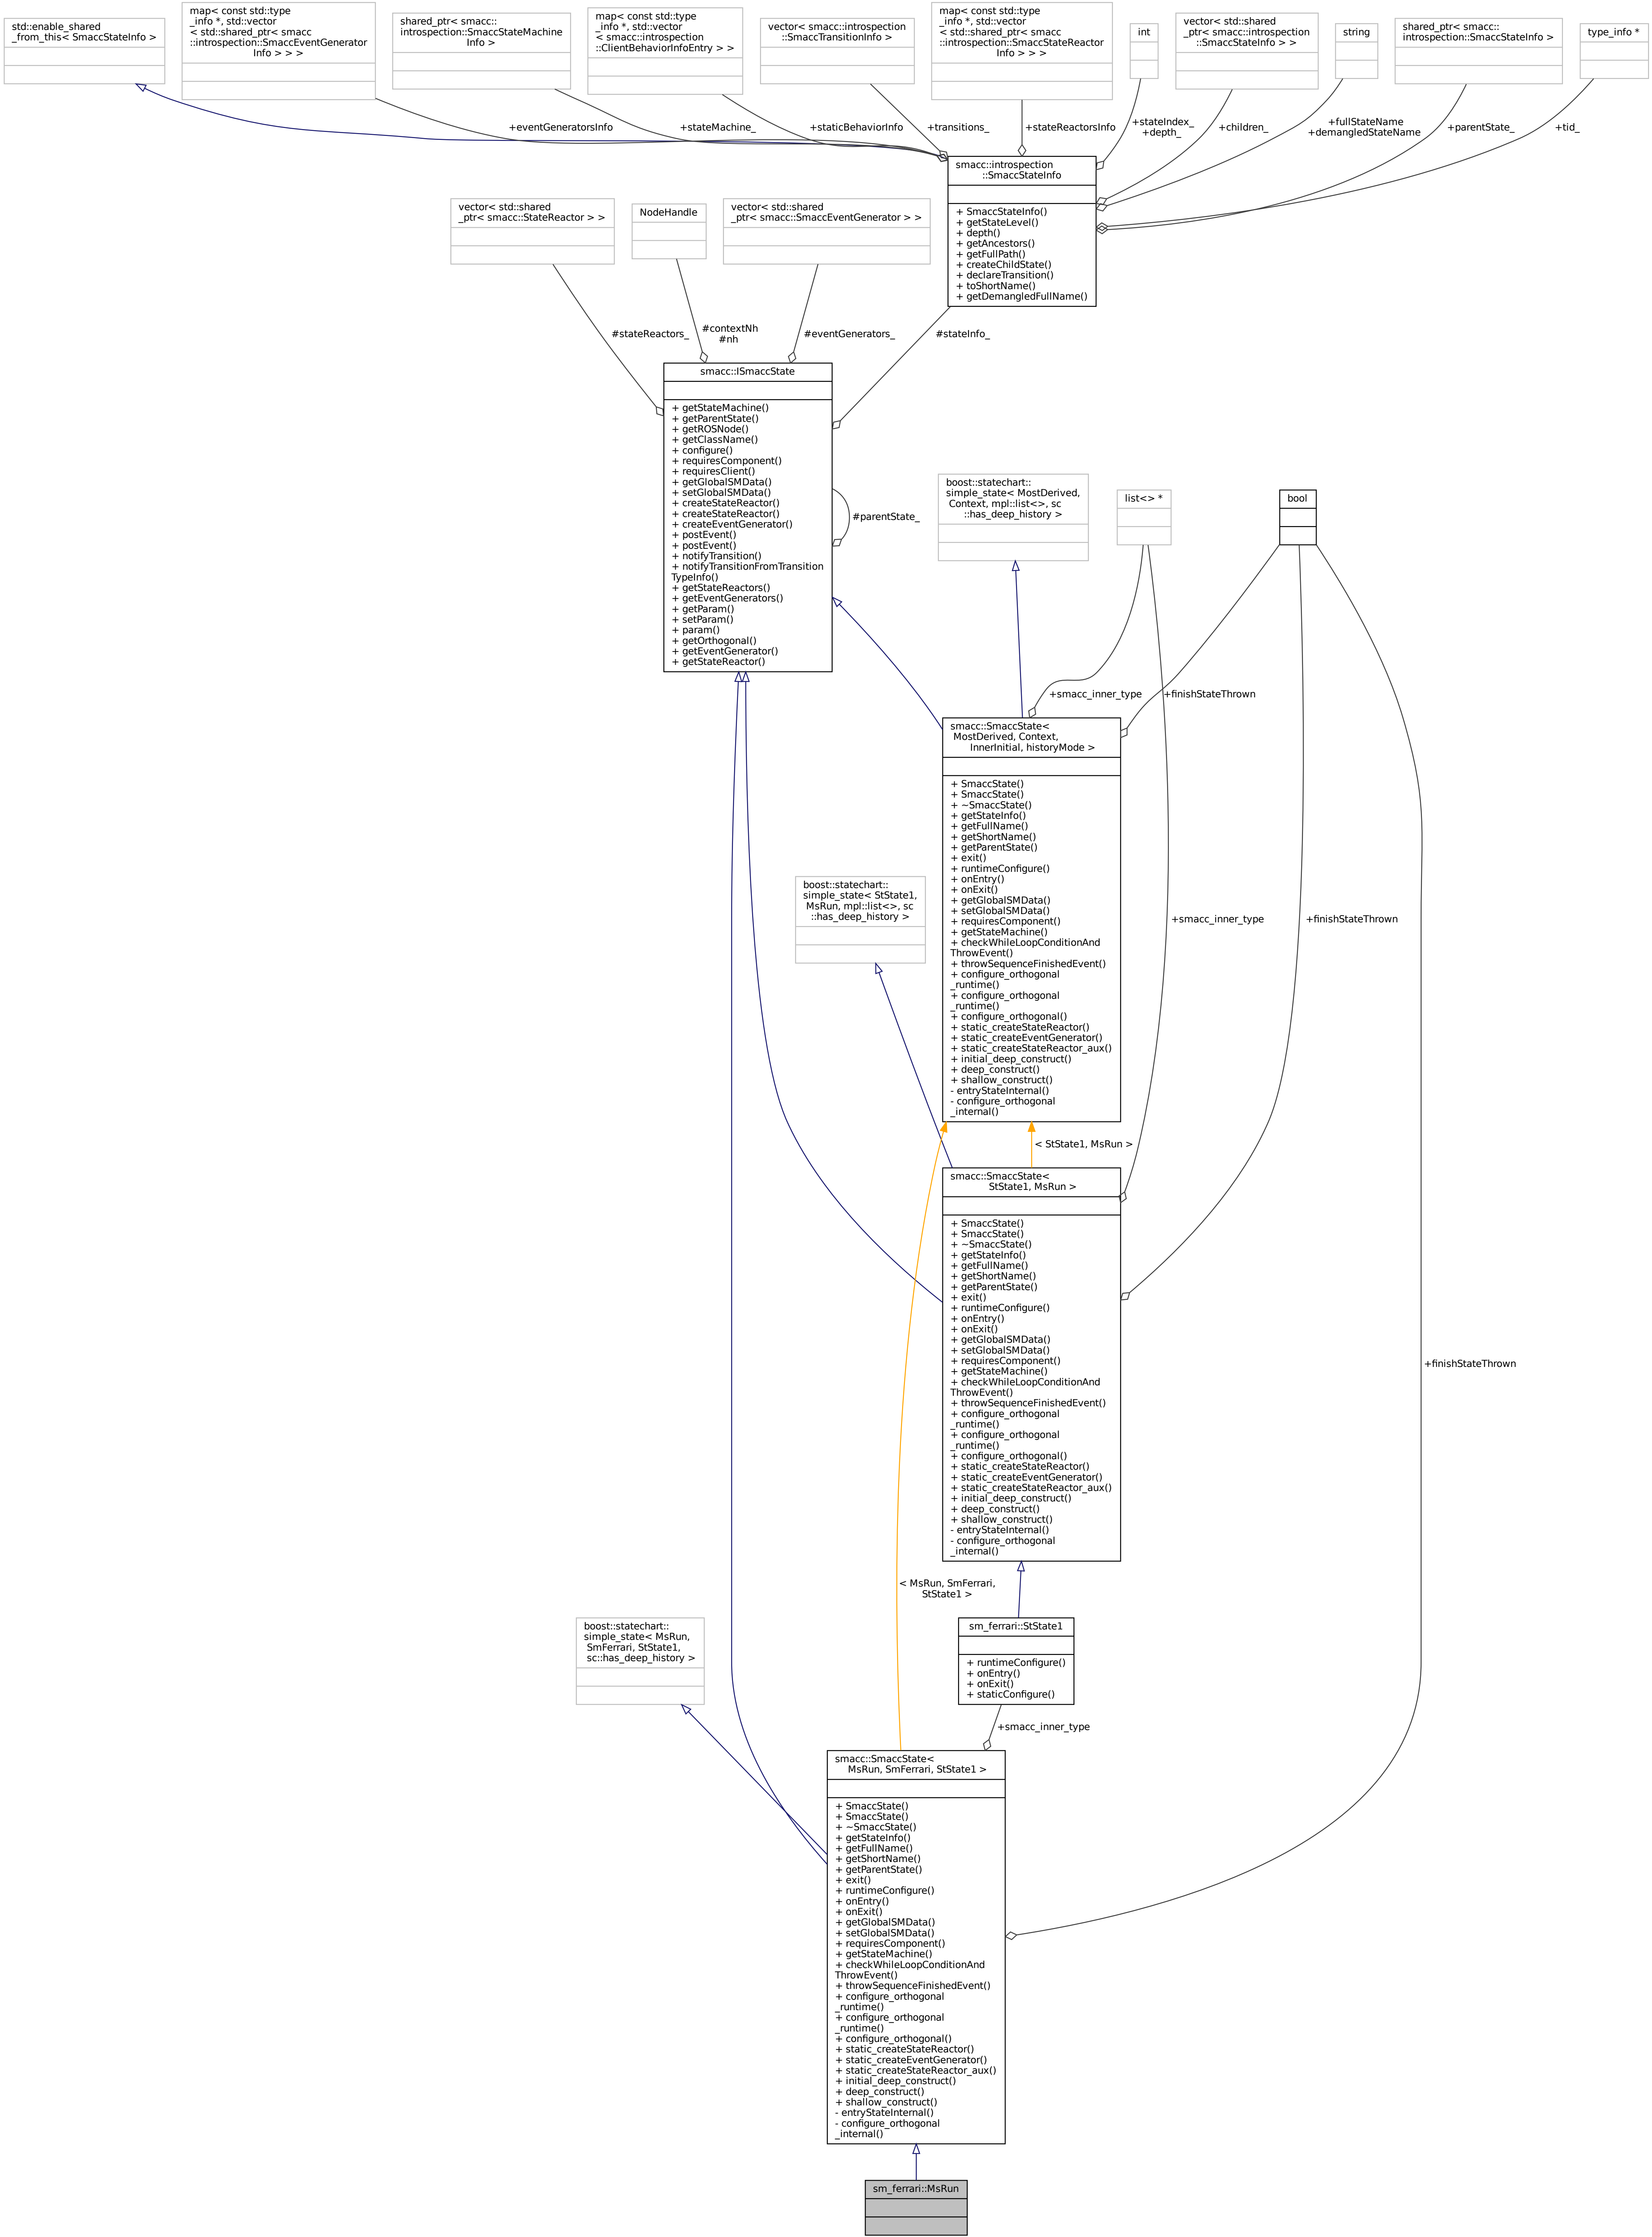 std::enable_shared
_from_this< SmaccStateInfo >
map< const std::type
_info *, std::vector
< std::shared_ptr< smacc
::introspection::SmaccEventGenerator
Info > > >
shared_ptr< smacc::
introspection::SmaccStateMachine
Info >
map< const std::type
_info *, std::vector
< smacc::introspection
::ClientBehaviorInfoEntry > >
vector< smacc::introspection
::SmaccTransitionInfo >
map< const std::type
_info *, std::vector
< std::shared_ptr< smacc
::introspection::SmaccStateReactor
Info > > >
int
vector< std::shared
_ptr< smacc::introspection
::SmaccStateInfo > >
string
shared_ptr< smacc::
introspection::SmaccStateInfo >
type_info *
+eventGeneratorsInfo
+stateMachine_
+staticBehaviorInfo
+transitions_
+stateReactorsInfo
+stateIndex_
+depth_
+children_
+fullStateName
+demangledStateName
+parentState_
+tid_
smacc::introspection
::SmaccStateInfo
+ SmaccStateInfo()
+ getStateLevel()
+ depth()
+ getAncestors()
+ getFullPath()
+ createChildState()
+ declareTransition()
+ toShortName()
+ getDemangledFullName()
vector< std::shared
_ptr< smacc::StateReactor > >
NodeHandle
vector< std::shared
_ptr< smacc::SmaccEventGenerator > >
#stateReactors_
#contextNh
#nh
#eventGenerators_
#stateInfo_
smacc::ISmaccState
+ getStateMachine()
+ getParentState()
+ getROSNode()
+ getClassName()
+ configure()
+ requiresComponent()
+ requiresClient()
+ getGlobalSMData()
+ setGlobalSMData()
+ createStateReactor()
+ createStateReactor()
+ createEventGenerator()
+ postEvent()
+ postEvent()
+ notifyTransition()
+ notifyTransitionFromTransition
TypeInfo()
+ getStateReactors()
+ getEventGenerators()
+ getParam()
+ setParam()
+ param()
+ getOrthogonal()
+ getEventGenerator()
+ getStateReactor()
#parentState_
boost::statechart::
simple_state< MostDerived,
Context, mpl::list<>, sc
::has_deep_history >
list<> *
bool
+smacc_inner_type
+finishStateThrown
smacc::SmaccState<
MostDerived, Context,
InnerInitial, historyMode >
+ SmaccState()
+ SmaccState()
+ ~SmaccState()
+ getStateInfo()
+ getFullName()
+ getShortName()
+ getParentState()
+ exit()
+ runtimeConfigure()
+ onEntry()
+ onExit()
+ getGlobalSMData()
+ setGlobalSMData()
+ requiresComponent()
+ getStateMachine()
+ checkWhileLoopConditionAnd
ThrowEvent()
+ throwSequenceFinishedEvent()
+ configure_orthogonal
_runtime()
+ configure_orthogonal
_runtime()
+ configure_orthogonal()
+ static_createStateReactor()
+ static_createEventGenerator()
+ static_createStateReactor_aux()
+ initial_deep_construct()
+ deep_construct()
+ shallow_construct()
- entryStateInternal()
- configure_orthogonal
_internal()
boost::statechart::
simple_state< StState1,
MsRun, mpl::list<>, sc
::has_deep_history >
+smacc_inner_type
+finishStateThrown
< StState1, MsRun >
smacc::SmaccState<
StState1, MsRun >
+ SmaccState()
+ SmaccState()
+ ~SmaccState()
+ getStateInfo()
+ getFullName()
+ getShortName()
+ getParentState()
+ exit()
+ runtimeConfigure()
+ onEntry()
+ onExit()
+ getGlobalSMData()
+ setGlobalSMData()
+ requiresComponent()
+ getStateMachine()
+ checkWhileLoopConditionAnd
ThrowEvent()
+ throwSequenceFinishedEvent()
+ configure_orthogonal
_runtime()
+ configure_orthogonal
_runtime()
+ configure_orthogonal()
+ static_createStateReactor()
+ static_createEventGenerator()
+ static_createStateReactor_aux()
+ initial_deep_construct()
+ deep_construct()
+ shallow_construct()
- entryStateInternal()
- configure_orthogonal
_internal()
+finishStateThrown
< MsRun, SmFerrari,
StState1 >
boost::statechart::
simple_state< MsRun,
SmFerrari, StState1,
sc::has_deep_history >
sm_ferrari::StState1
+ runtimeConfigure()
+ onEntry()
+ onExit()
+ staticConfigure()
+smacc_inner_type
smacc::SmaccState<
MsRun, SmFerrari, StState1 >
+ SmaccState()
+ SmaccState()
+ ~SmaccState()
+ getStateInfo()
+ getFullName()
+ getShortName()
+ getParentState()
+ exit()
+ runtimeConfigure()
+ onEntry()
+ onExit()
+ getGlobalSMData()
+ setGlobalSMData()
+ requiresComponent()
+ getStateMachine()
+ checkWhileLoopConditionAnd
ThrowEvent()
+ throwSequenceFinishedEvent()
+ configure_orthogonal
_runtime()
+ configure_orthogonal
_runtime()
+ configure_orthogonal()
+ static_createStateReactor()
+ static_createEventGenerator()
+ static_createStateReactor_aux()
+ initial_deep_construct()
+ deep_construct()
+ shallow_construct()
- entryStateInternal()
- configure_orthogonal
_internal()
sm_ferrari::MsRun